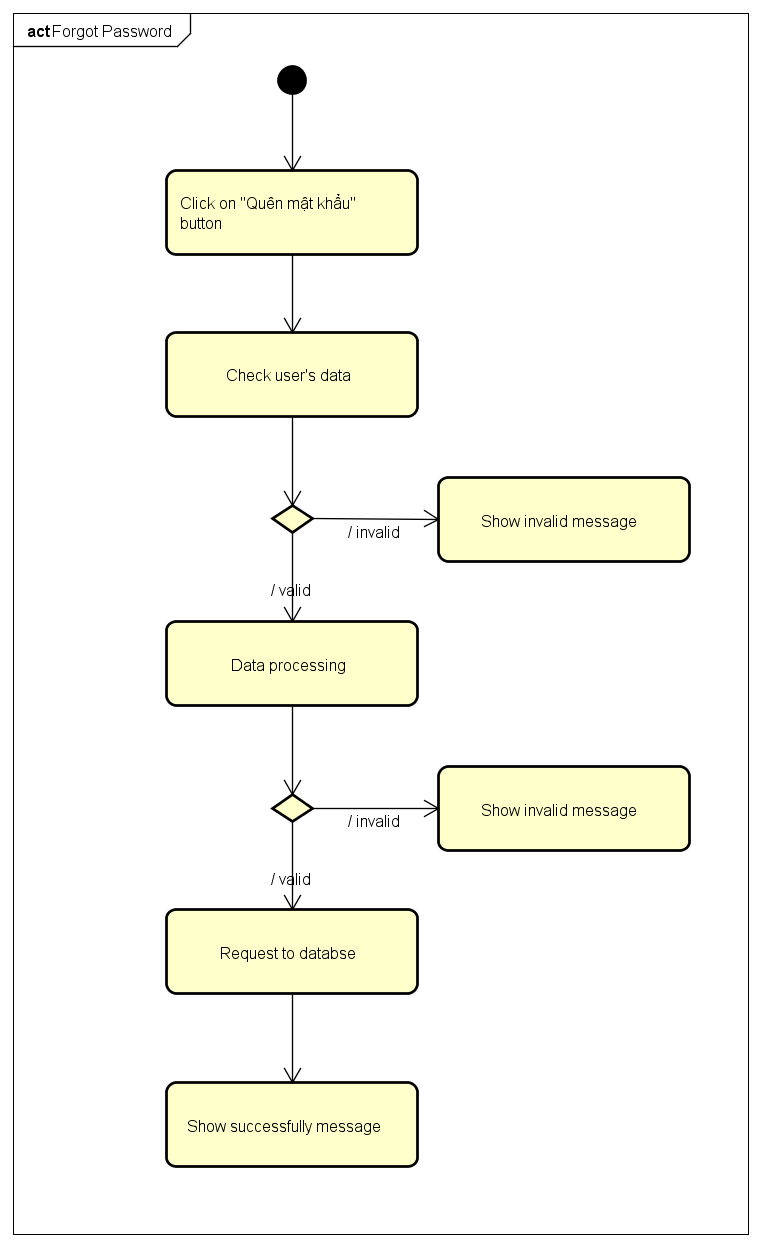 act Forgot Password
Click on "Quên mật khẩu"
button
Check user's data
Show invalid message
/ invalid
/ valid
Data processing
Show invalid message
/ invalid
/ valid
Request to databse
Show successfully message